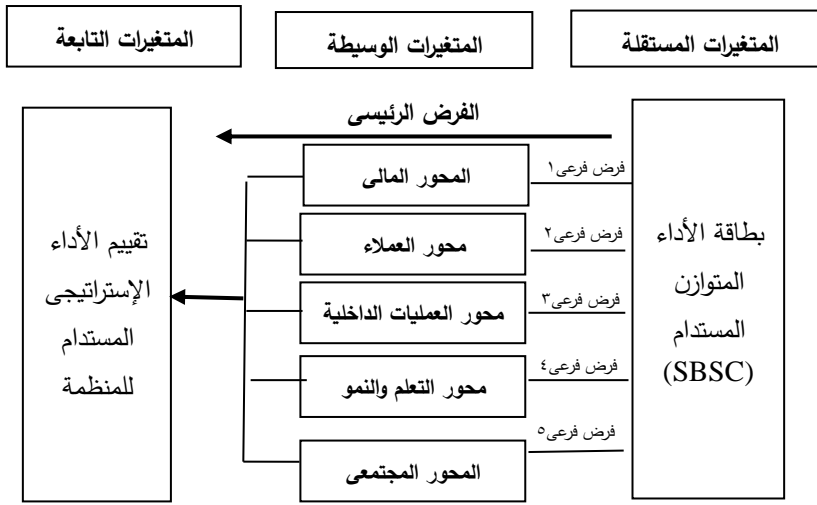 المتغيرات المستقلة
المتغيرات الوسيطة
المتغيرات التابعة
الفرض الرئيسى
بطاقة الأداء
المتوازن
المستدام
(SBSC)
فرض فرعى١
فرض فرعى٢
فرض فرعى٣
فرض فرعى٤
فرض فرعى٥
المحور المالى
محور العملاء
محور العمليات الداخلية
محور التعلم والنمو
المحور المجتمعى
تقييم الأداء
الإستراتيجى
المستدام
للمنظمة